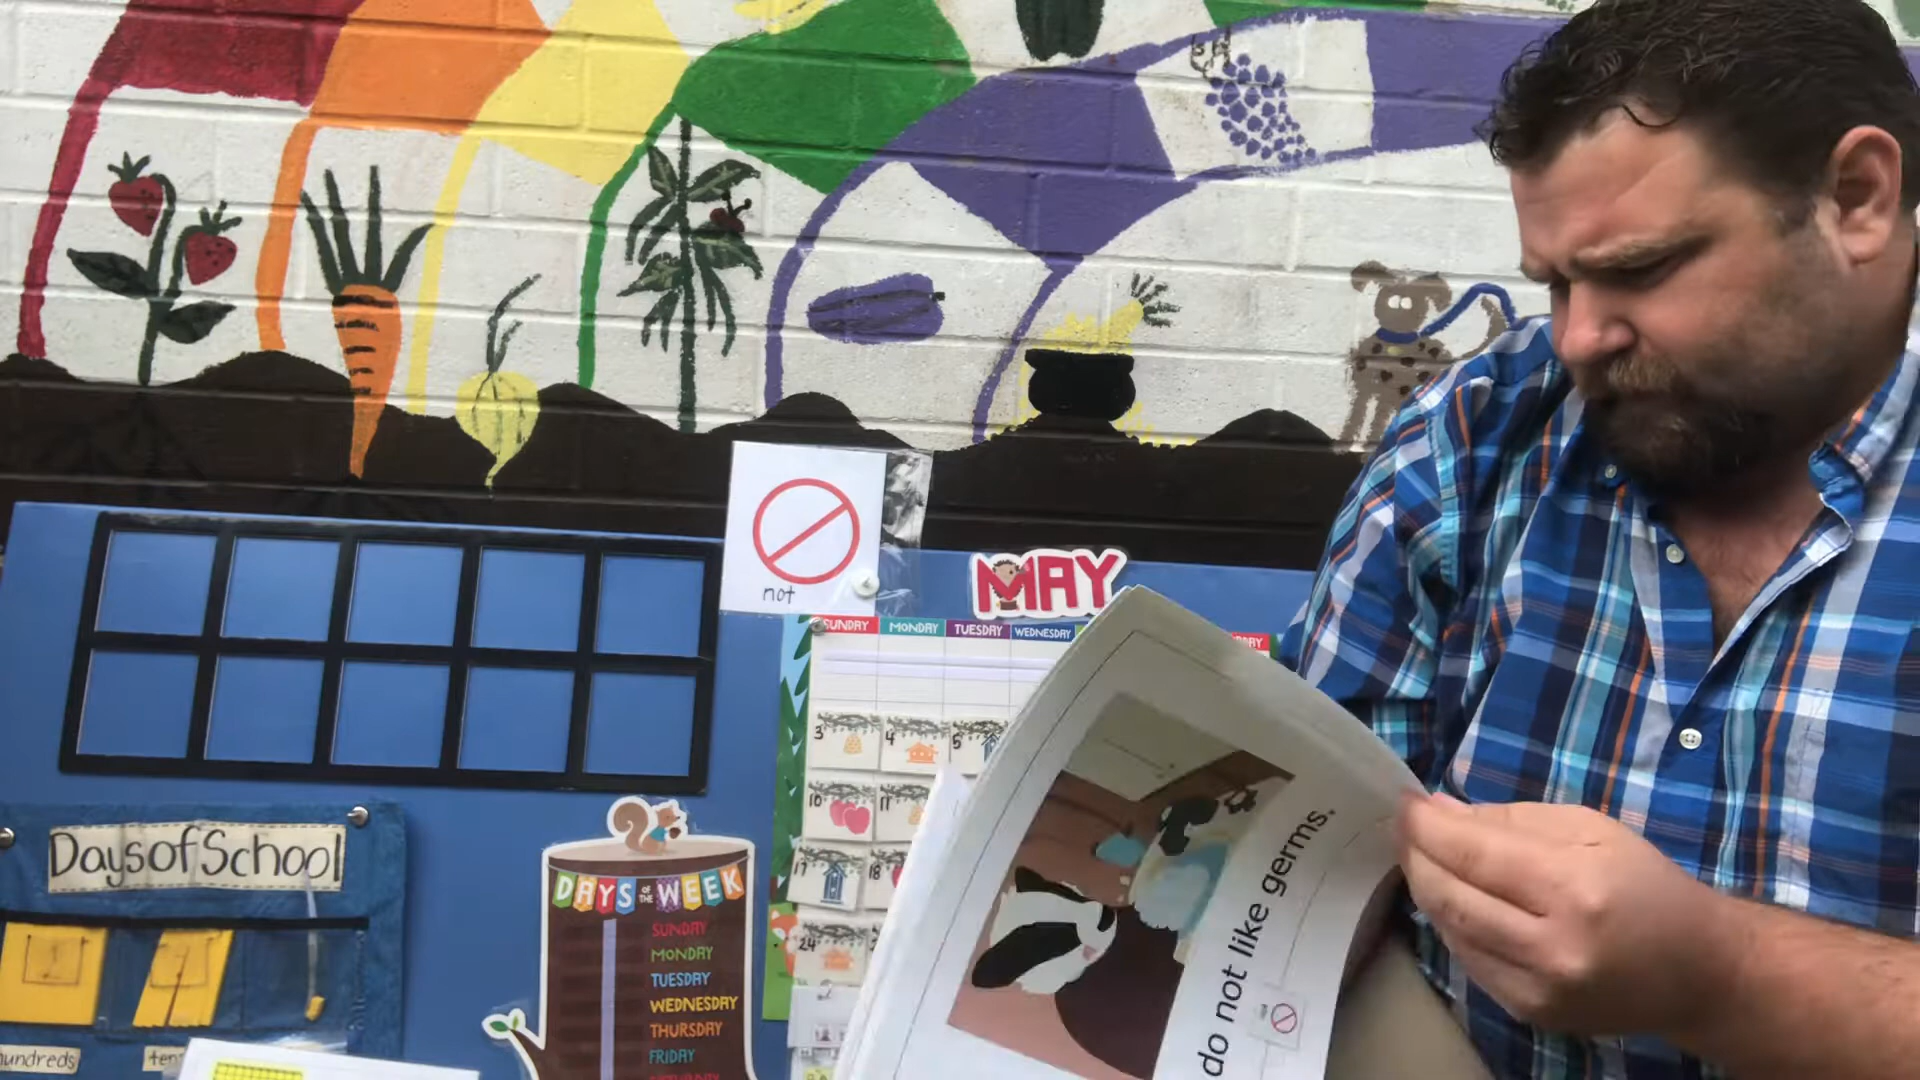 not
MAY
SUNDAY MONDAY TUESDAY WEDNESDAY
3 4 5
10 11
17 18
24
Days of School
hundreds
DAYS OF THE WEEK
SUNDAY
MONDAY
TUESDAY
WEDNESDAY
THURSDAY
FRIDAY
SATURDAY
do not like germs.